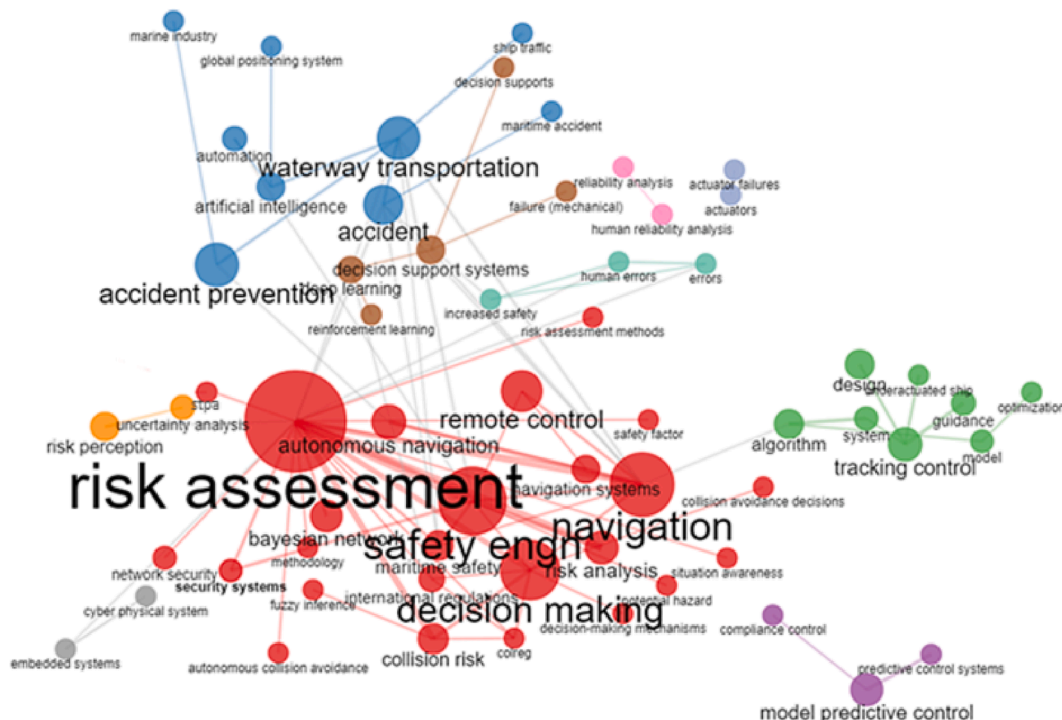 marine industry
global positioning system
ship traffic
decision supports
maritime accident
automation
waterway transportation
reliability analysis
actuator failures
artificial intelligence
failure (mechanical)
actuators
accident
human reliability analysis
decision support systems
human errors
errors
accident prevention
deep learning
increased safety
reinforcement learning
risk assessment methods
underactuated ship
design
stpa
optimization
uncertainty analysis
remote control
safety factor
guidance
risk perception
autonomous navigation
algorithm
system
model
tracking control
risk assessment
navigation systems
collision avoidance decisions
navigation
bayesian network
safety engn
methodology
maritime safety
risk analysis
situation awareness
network security
security systems
international regulations
potential hazard
cyber physical system
fuzzy inference
decision making
decision-making mechanisms
compliance control
embedded systems
autonomous collision avoidance
collision risk
colreg
predictive control systems
model predictive control